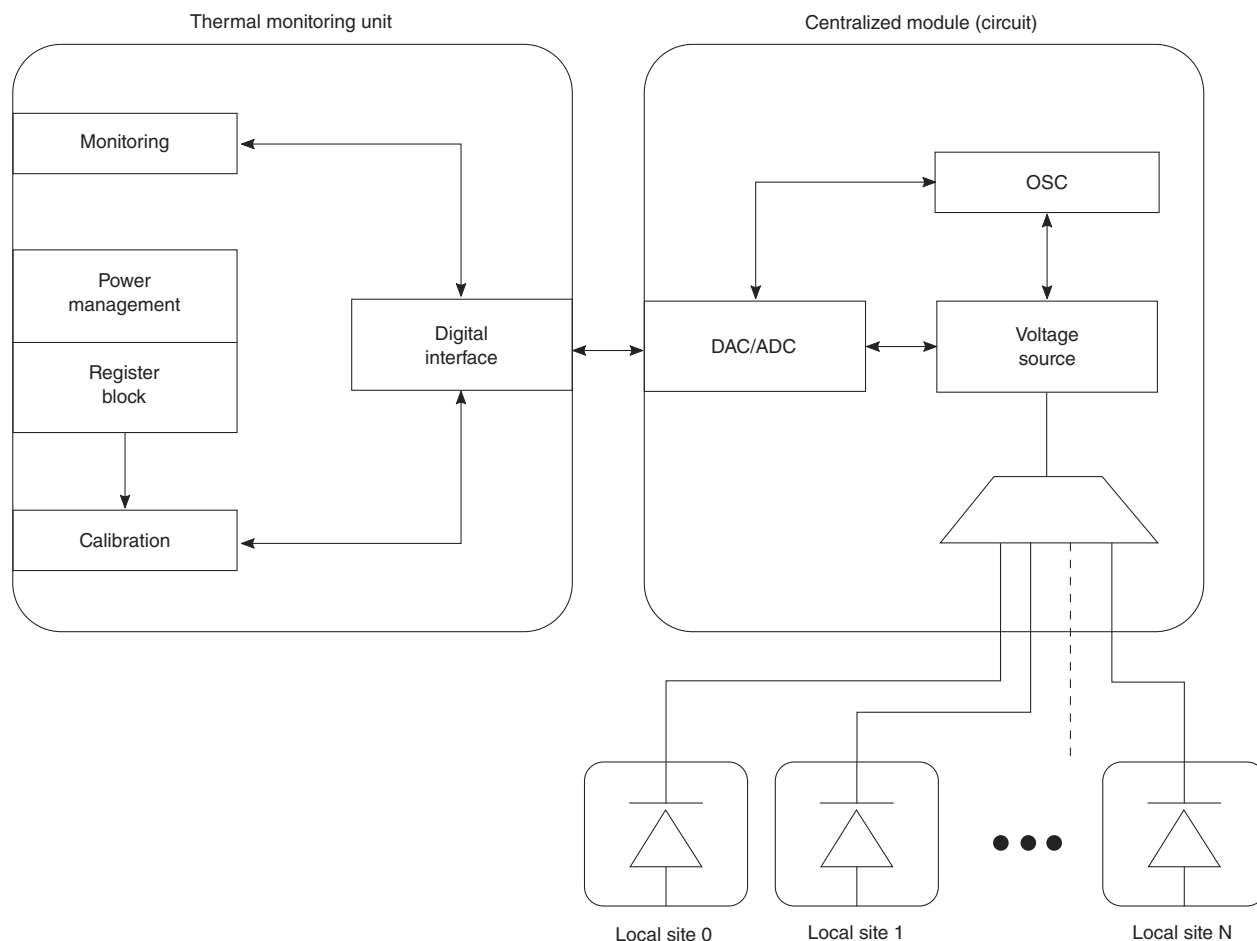 Thermal monitoring unit
Centralized module (circuit)
Monitoring
OSC
Power
management
Digital
interface
DAC/ADC
Voltage
source
Register
block
Calibration
Local site 0
Local site 1
Local site N